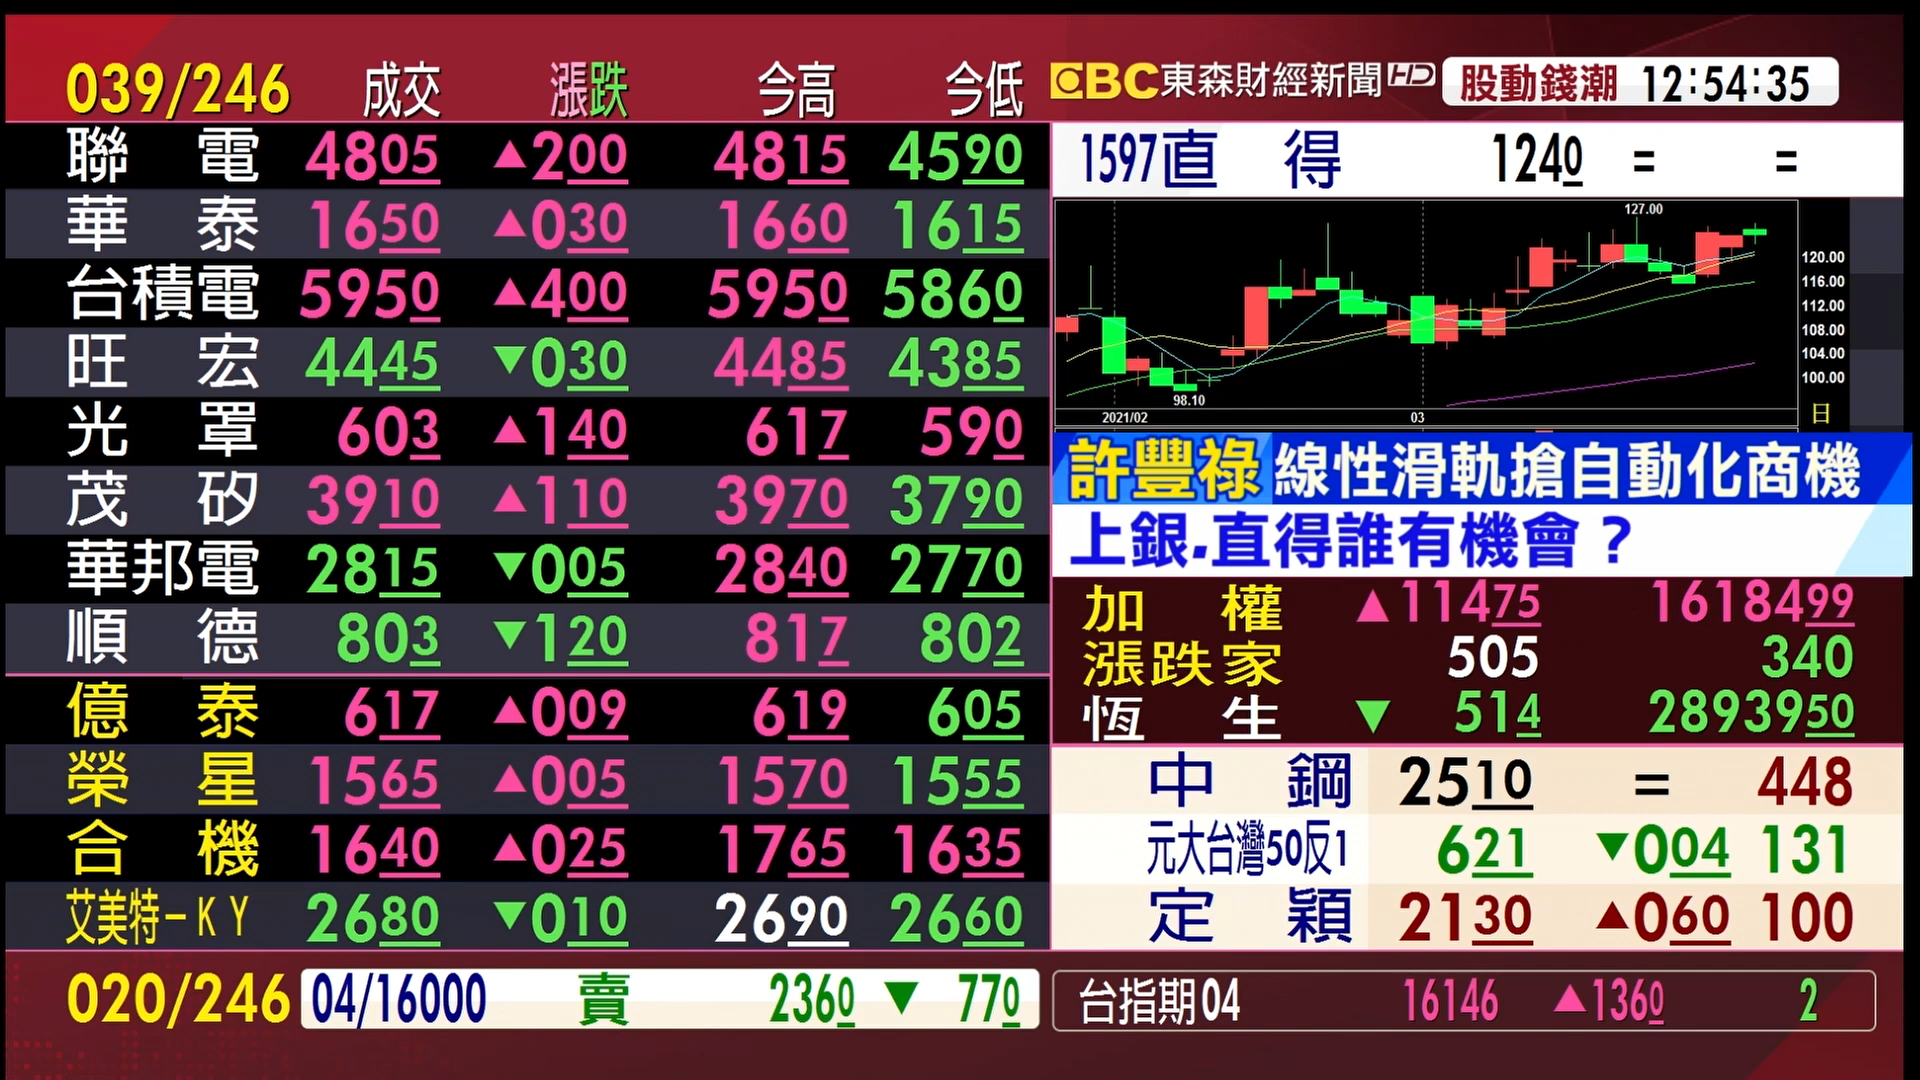 039/246 成交 漲跌 今高 今低
聯電 4805 ▲200 4815 4590
華泰 1650 ▲030 1660 1615
台積電 5950 ▲400 5950 5860
旺宏 4445 ▼030 4485 4385
光罩 603 ▲140 617 590
茂矽 3910 ▲110 3970 3790
華邦電 2815 ▼005 2840 2770
順德 803 ▼120 817 802
億泰 617 ▲009 619 605
榮星 1565 ▲005 1570 1555
合機 1640 ▲025 1765 1635
艾美特-KY 2680 ▼010 2690 2660
020/246 04/16000 賣 2360 ▼ 770
EBC東森財經新聞HD 股動錢潮 12:54:35
1597直得 1240 = =
127.00
120.00
116.00
112.00
108.00
104.00
100.00
98.10
2021/02 03 日
許豐祿 線性滑軌搶自動化商機
上銀.直得誰有機會？
加權 ▲11475 1618499
漲跌家 505 340
恆生 ▼ 514 2893950
中鋼 2510 = 448
元大台灣50反1 621 ▼004 131
定穎 2130 ▲060 100
台指期04 16146 ▲1360 2